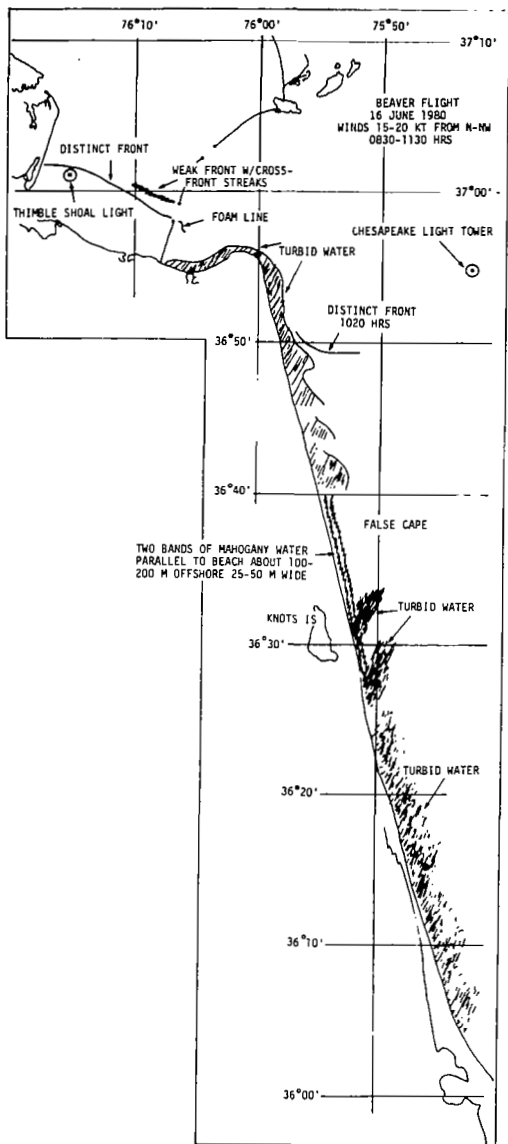 76°10'
76°00'
75°50'
37°10'
BEAVER FLIGHT
16 JUNE 1980
WINDS 15-20 KT FROM N-NW
0830-1130 HRS
DISTINCT FRONT
WEAK FRONT W/CROSS-
FRONT STREAKS
37°00'
THIMBLE SHOAL LIGHT
FOAM LINE
CHESAPEAKE LIGHT TOWER
TURBID WATER
DISTINCT FRONT
1020 HRS
36°50'
36°40'
FALSE CAPE
TWO BANDS OF MAHOGANY WATER
PARALLEL TO BEACH ABOUT 100-
200 M OFFSHORE 25-50 M WIDE
TURBID WATER
KNOTS IS
36°30'
TURBID WATER
36°20'
36°10'
36°00'